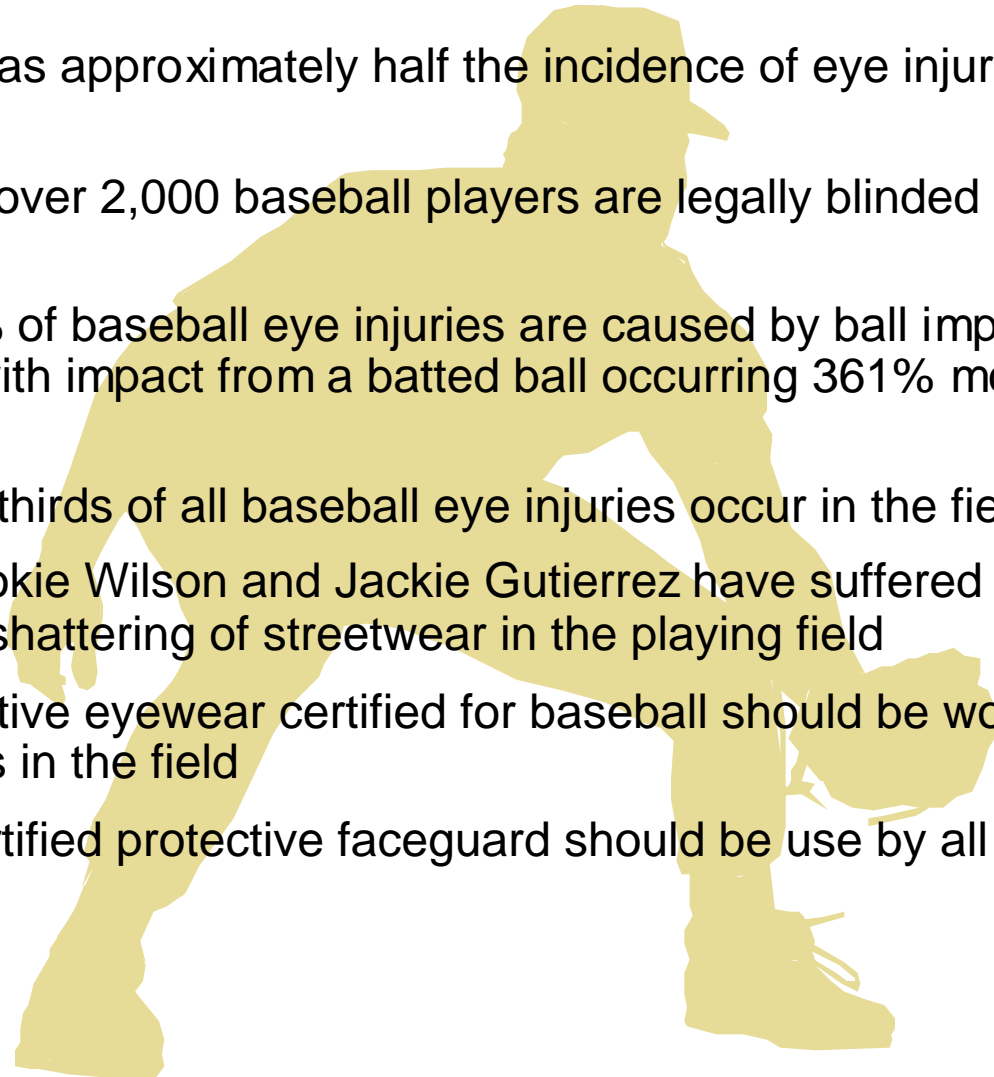 as approximately half the incidence of eye injur
over 2,000 baseball players are legally blinded
of baseball eye injuries are caused by ball imp
ith impact from a batted ball occurring 361% mo
thirds of all baseball eye injuries occur in the fie
okie Wilson and Jackie Gutierrez have suffered
shattering of streetwear in the playing field
tive eyewear certified for baseball should be wo
s in the field
rtified protective faceguard should be use by all